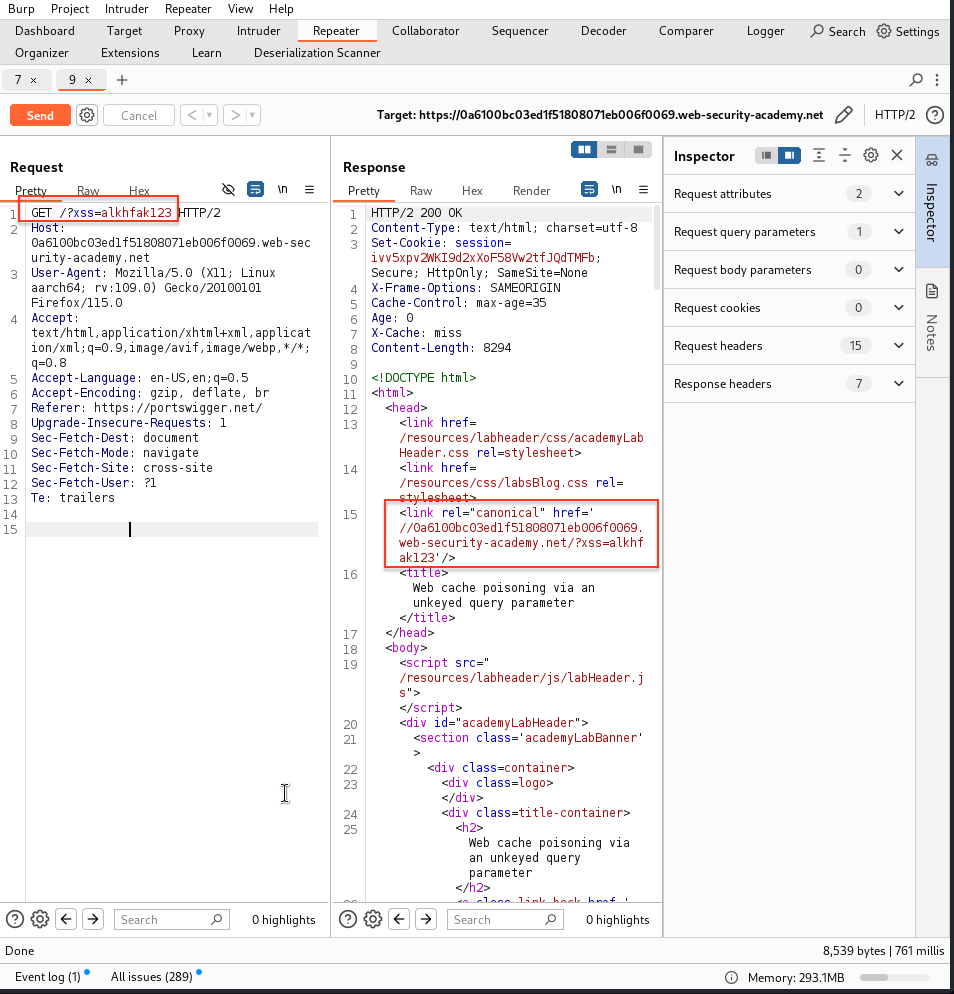 Burp Project Intruder Repeater View Help
Dashboard Target Proxy Intruder Repeater Collaborator Sequencer Decoder Comparer Logger Search Settings
Organizer Extensions Learn Deserialization Scanner
7 × 9 × +
Send Cancel < > Target: https://0a6100bc03ed1f51808071eb006f0069.web-security-academy.net HTTP/2 ?
Request
Pretty Raw Hex \n
1 GET /?xss=alkhfak123 HTTP/2
2 Host:
0a6100bc03ed1f51808071eb006f0069.web-sec
urity-academy.net
3 User-Agent: Mozilla/5.0 (X11; Linux
aarch64; rv:109.0) Gecko/20100101
Firefox/115.0
4 Accept:
text/html,application/xhtml+xml,applicat
ion/xml;q=0.9,image/avif,image/webp,*/*;
q=0.8
5 Accept-Language: en-US,en;q=0.5
6 Accept-Encoding: gzip, deflate, br
7 Referer: https://portswigger.net/
8 Upgrade-Insecure-Requests: 1
9 Sec-Fetch-Dest: document
10 Sec-Fetch-Mode: navigate
11 Sec-Fetch-Site: cross-site
12 Sec-Fetch-User: ?1
13 Te: trailers
14
15
? Search 0 highlights
Response
Pretty Raw Hex Render \n
1 HTTP/2 200 OK
2 Content-Type: text/html; charset=utf-8
3 Set-Cookie: session=
ivv5xpv2WKI9d2xXoF58Vw2tfJQdTMFb;
Secure; HttpOnly; SameSite=None
4 X-Frame-Options: SAMEORIGIN
5 Cache-Control: max-age=35
6 Age: 0
7 X-Cache: miss
8 Content-Length: 8294
9
10 <!DOCTYPE html>
11 <html>
12 <head>
13 <link href=
/resources/labheader/css/academyLab
Header.css rel=stylesheet>
14 <link href=
/resources/css/labsBlog.css rel=
stylesheet>
15 <link rel="canonical" href='
//0a6100bc03ed1f51808071eb006f0069.
web-security-academy.net/?xss=alkhf
ak123'/>
16 <title>
Web cache poisoning via an
unkeyed query parameter
</title>
17 </head>
18 <body>
19 <script src="
/resources/labheader/js/labHeader.j
s">
</script>
20 <div id="academyLabHeader">
21 <section class='academyLabBanner'
>
22 <div class=container>
23 <div class=logo>
</div>
24 <div class=title-container>
25 <h2>
Web cache poisoning via
an unkeyed query
parameter
</h2>
26 <a class=link-back href='
? Search 0 highlights
Inspector
Request attributes 2
Request query parameters 1
Request body parameters 0
Request cookies 0
Request headers 15
Response headers 7
Inspector
Notes
Done 8,539 bytes | 761 millis
Event log (1) All issues (289) Memory: 293.1MB